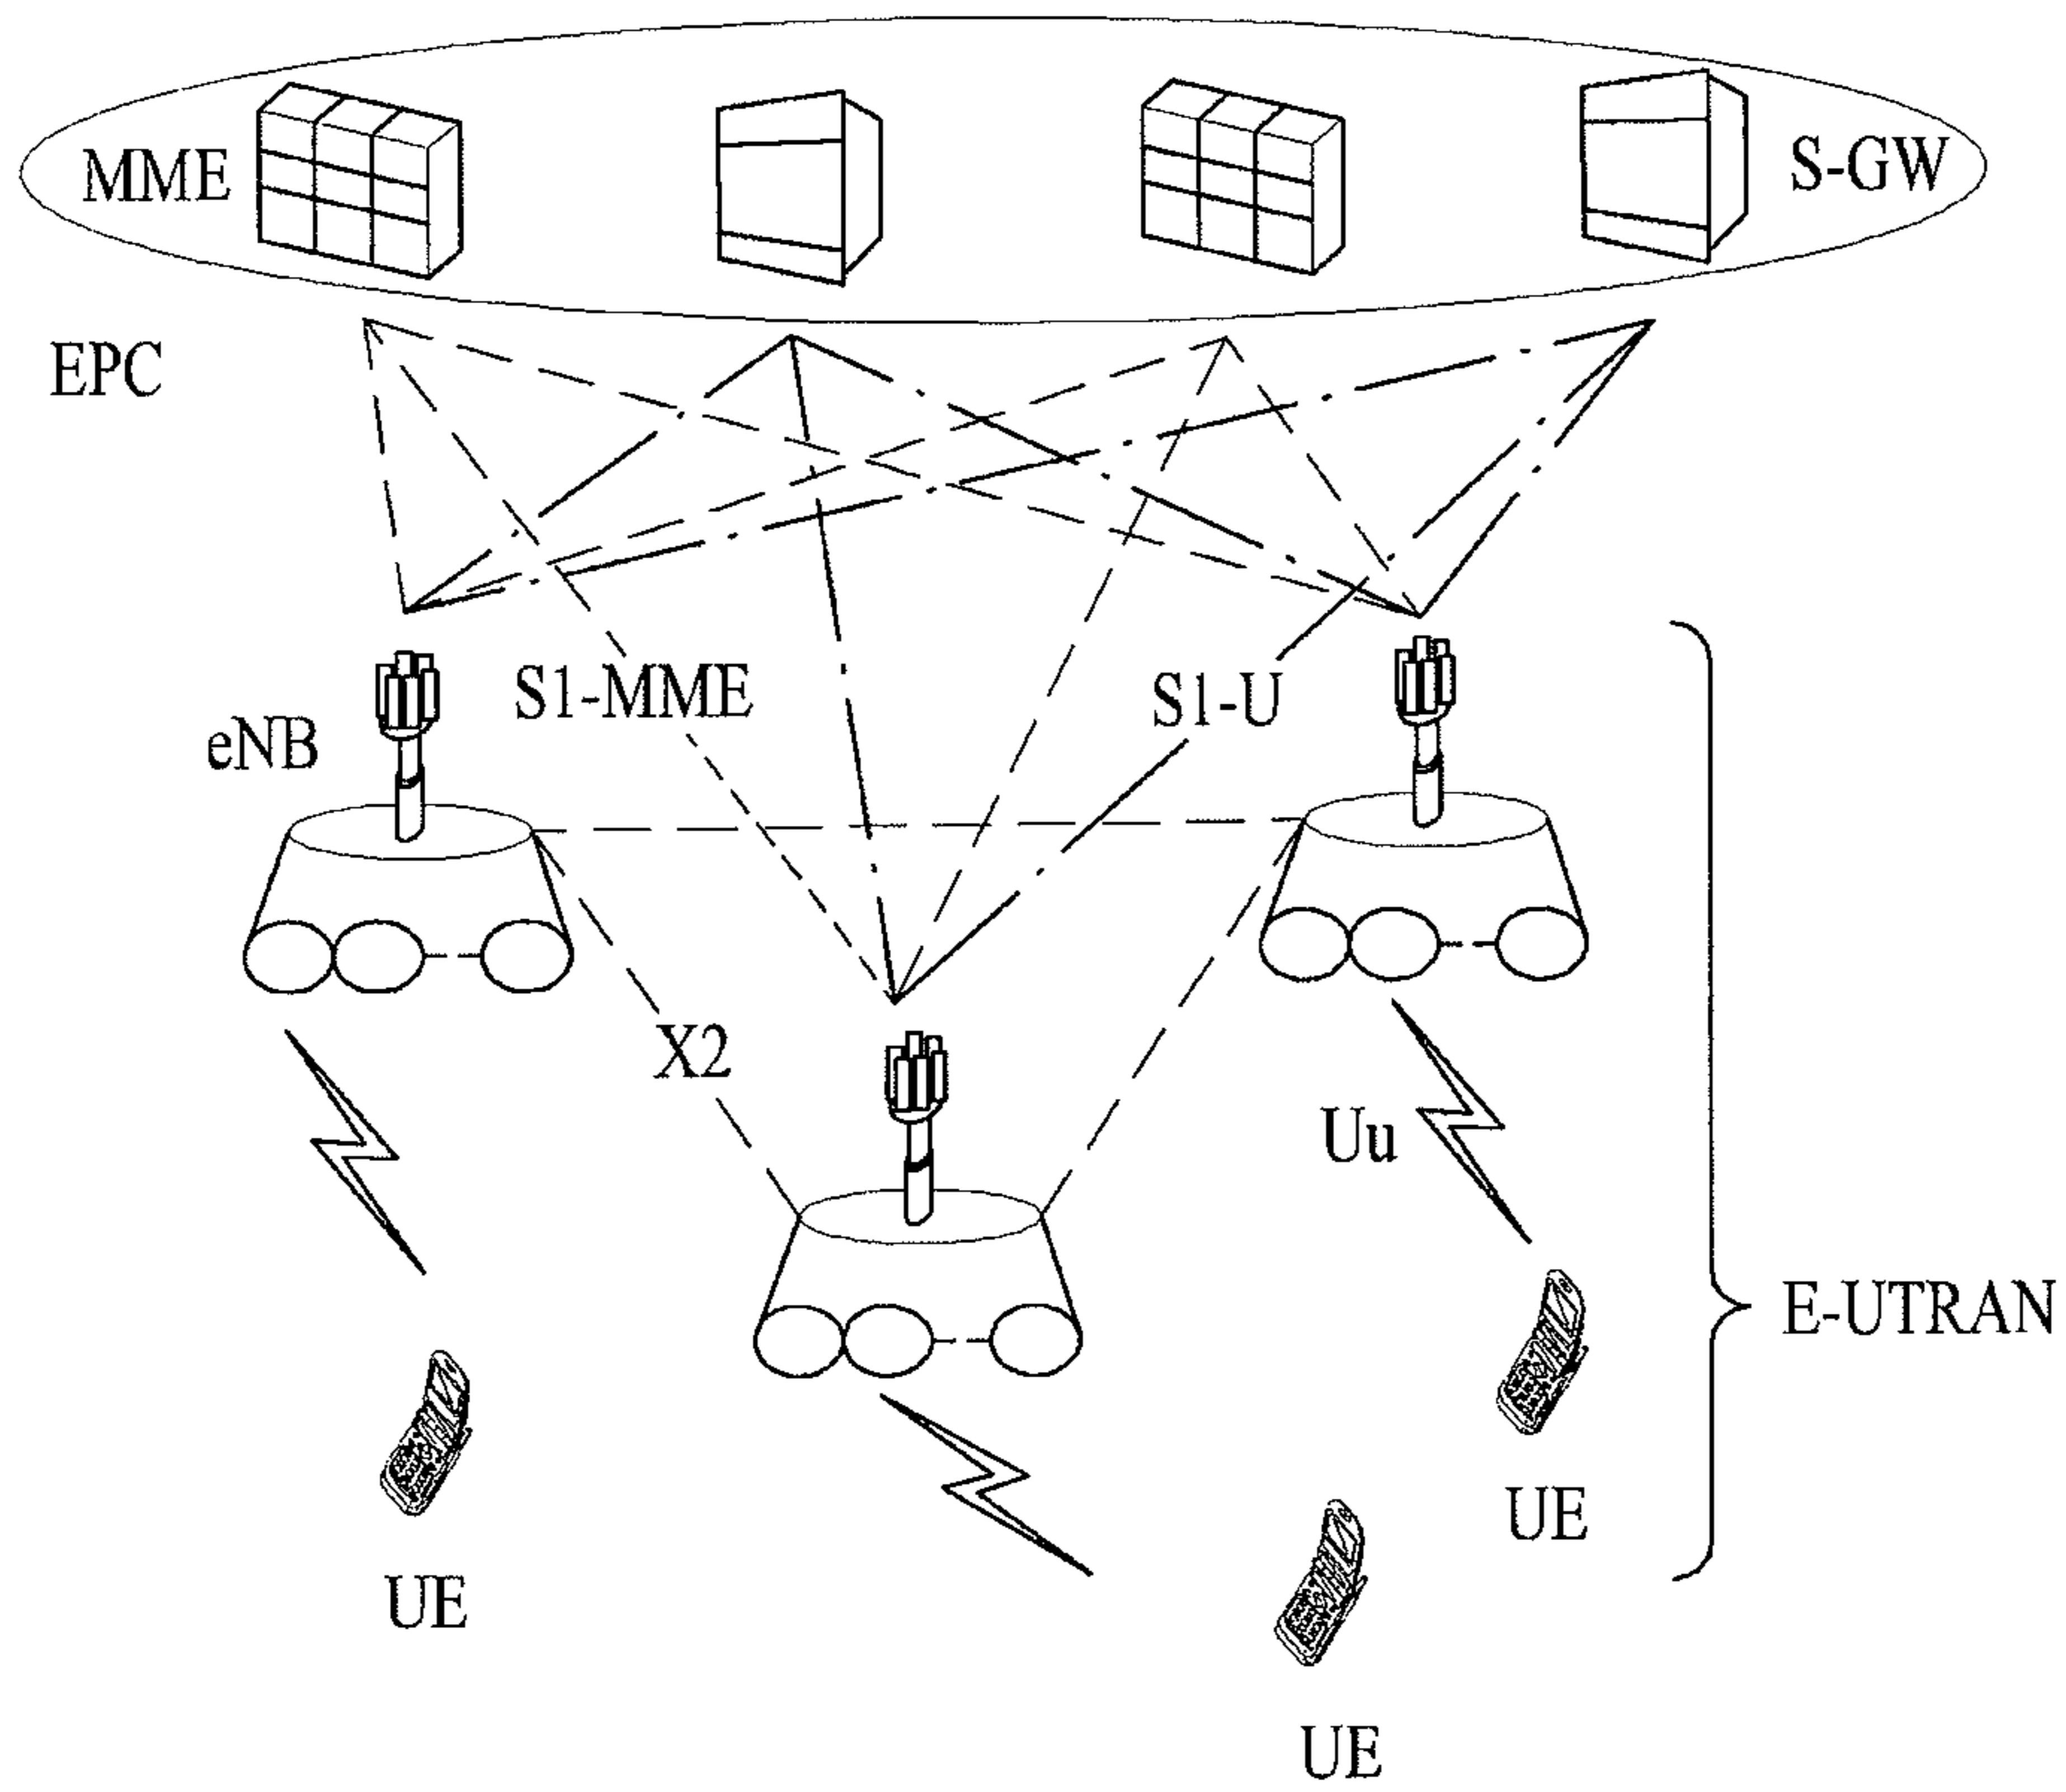 MME
S-GW
EPC
S1-MME
S1-U
eNB
X2
Uu
E-UTRAN
UE
UE
UE